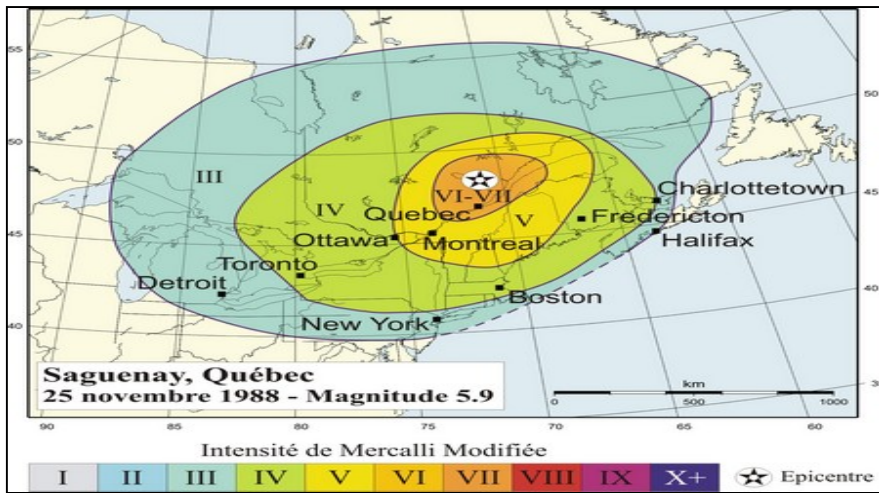 55
50
45
40
50
45
40
III
IV
VI-VII
V
Charlottetown
Quebec
Fredericton
Ottawa
Montreal
Halifax
Toronto
Detroit
Boston
New York
Saguenay, Québec
25 novembre 1988 - Magnitude 5.9
km
0 500 1000
90 85 80 75 70 65 60
Intensité de Mercalli Modifiée
I II III IV V VI VII VIII IX X+ Epicentre